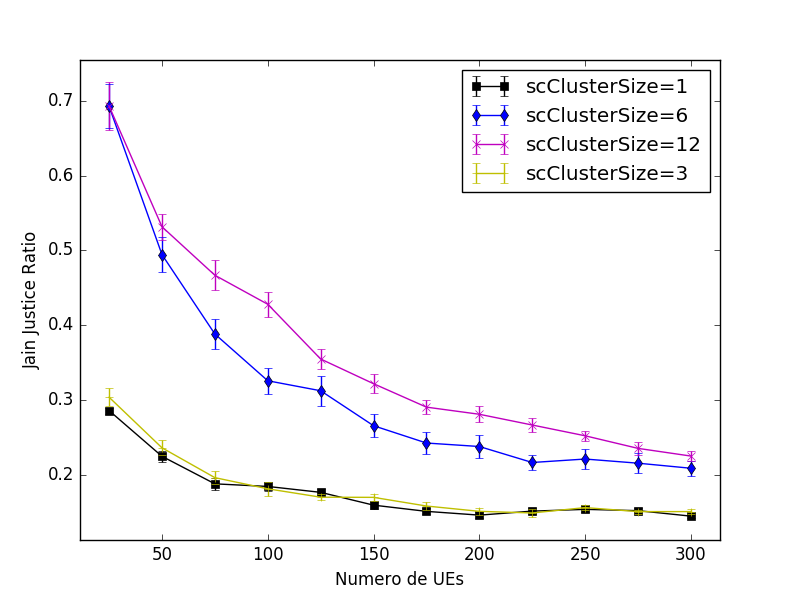 0.7
0.6
0.5
0.4
0.3
0.2
Jain Justice Ratio
scClusterSize=1
scClusterSize=6
scClusterSize=12
scClusterSize=3
50 100 150 200 250 300
Numero de UEs